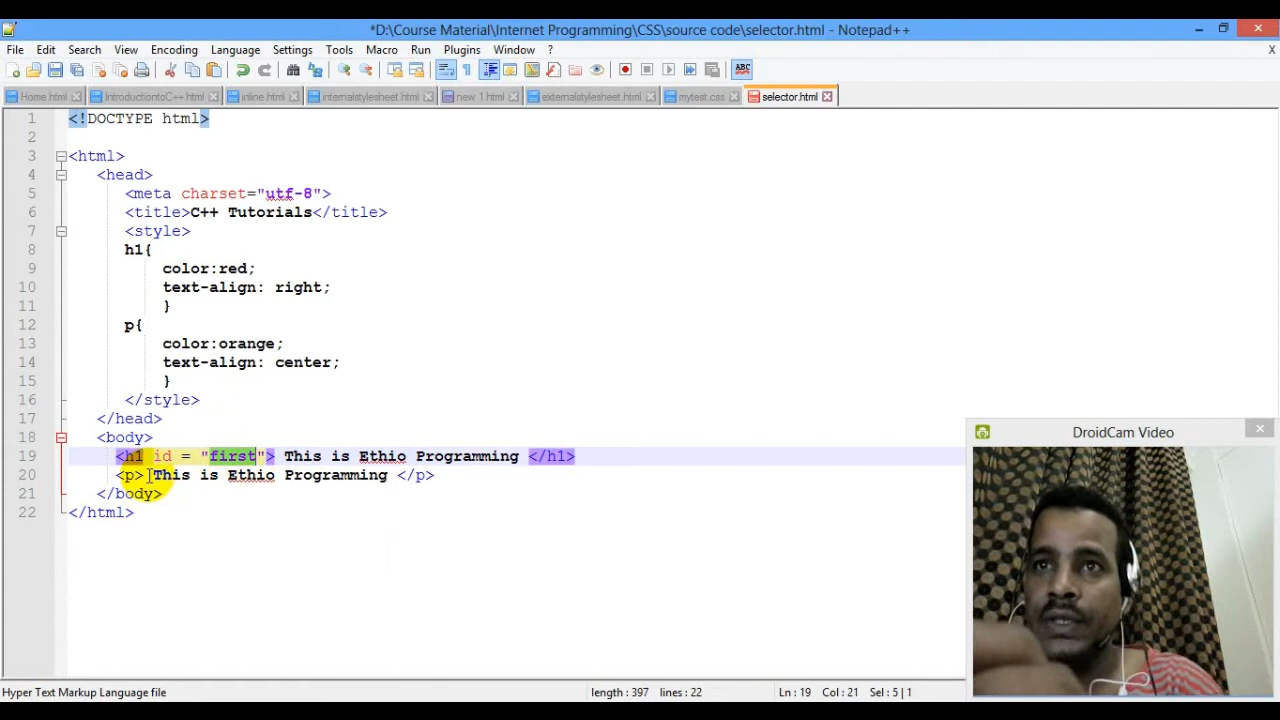 *D:\Course Material\Internet Programming\CSS\source code\selector.html - Notepad++
File Edit Search View Encoding Language Settings Tools Macro Run Plugins Window ? X
Home.html IntroductiontoC++.html inline.html internalstylesheet.html new 1.html externalstylesheet.html mytest.css selector.html
1 <!DOCTYPE html>
2
3 <html>
4 <head>
5 <meta charset="utf-8">
6 <title>C++ Tutorials</title>
7 <style>
8 h1{
9 color:red;
10 text-align: right;
11 }
12 p{
13 color:orange;
14 text-align: center;
15 }
16 </style>
17 </head>
18 <body>
19 <h1 id = "first"> This is Ethio Programming </h1>
20 <p> This is Ethio Programming </p>
21 </body>
22 </html>
DroidCam Video
Hyper Text Markup Language file length : 397 lines : 22 Ln : 19 Col : 21 Sel : 5 | 1